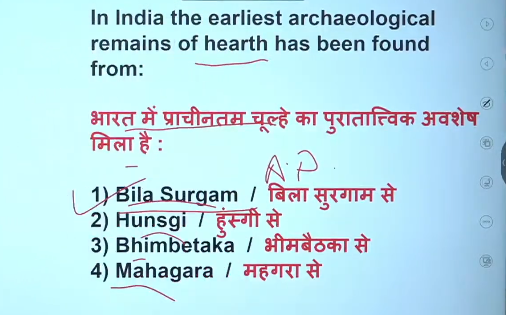 In India the earliest archaeological
remains of hearth has been found
from:
भारत में प्राचीनतम चूल्हे का पुरातात्त्विक अवशेष
मिला है :
A.P.
1) Bila Surgam / बिला सुरगाम से
2) Hunsgi / हुंस्गी से
3) Bhimbetaka / भीमबैठका से
4) Mahagara / महगरा से